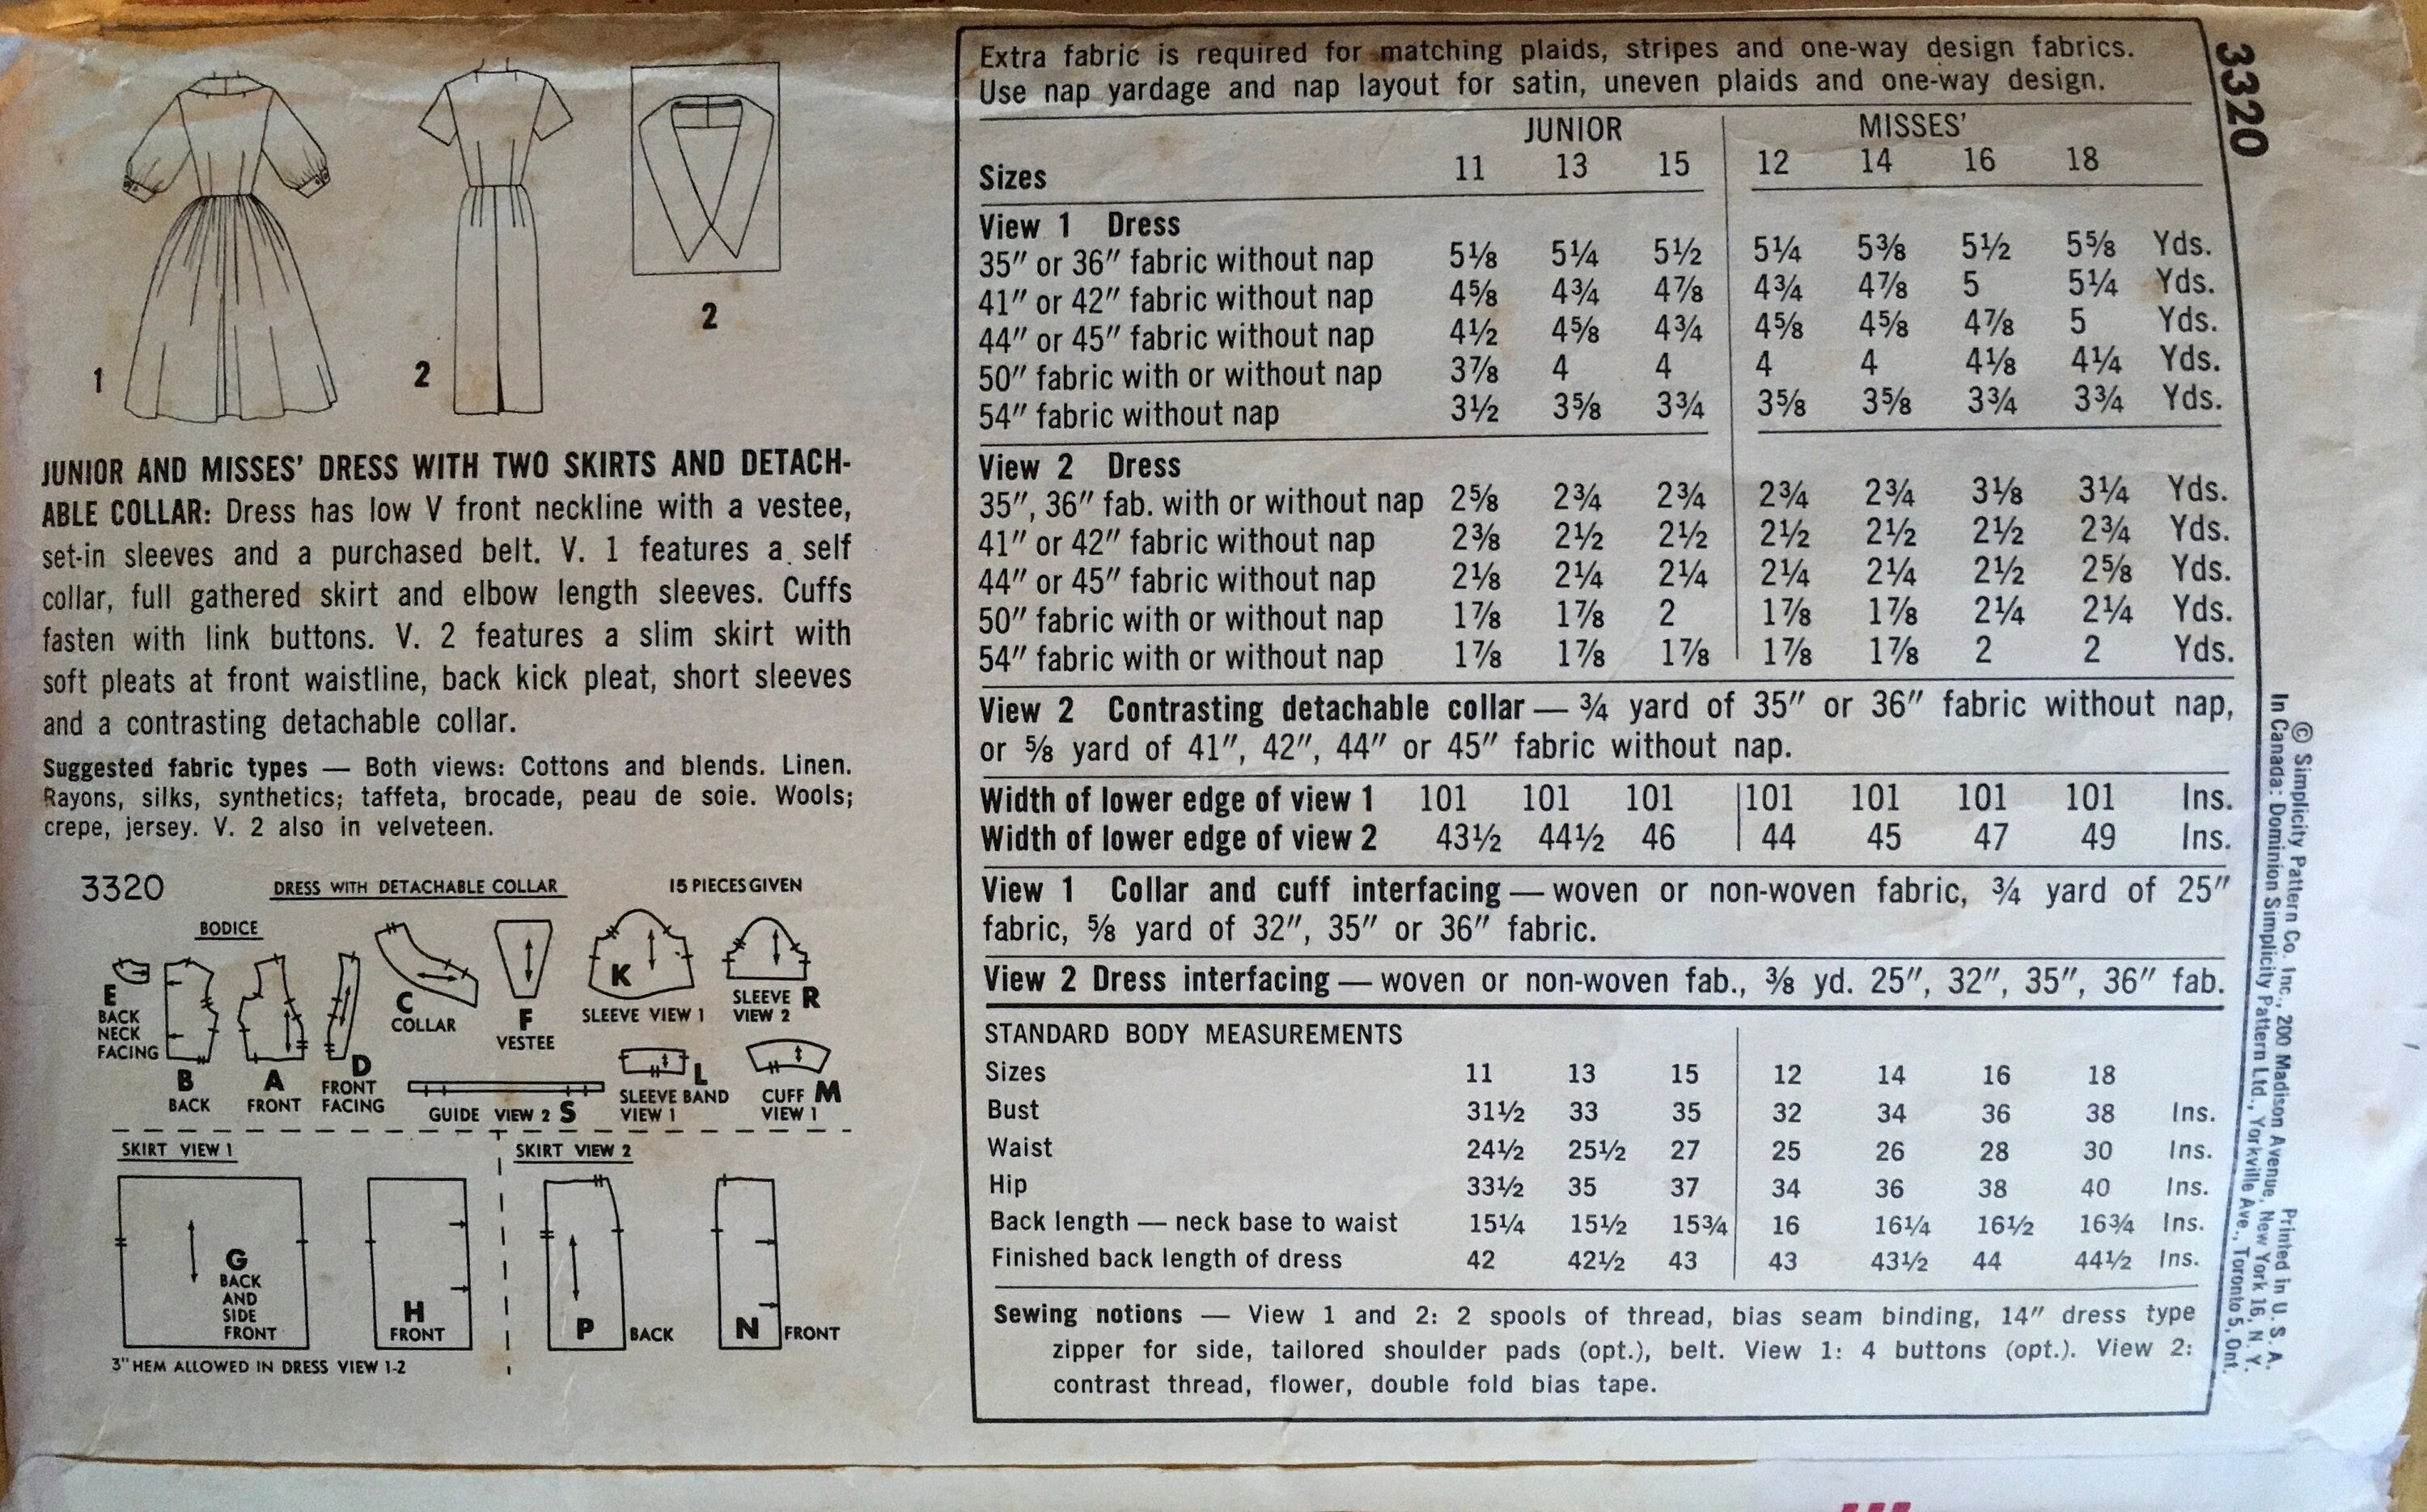 1
2
2
JUNIOR AND MISSES' DRESS WITH TWO SKIRTS AND DETACH-
ABLE COLLAR: Dress has low V front neckline with a vestee,
set-in sleeves and a purchased belt. V. 1 features a self
collar, full gathered skirt and elbow length sleeves. Cuffs
fasten with link buttons. V. 2 features a slim skirt with
soft pleats at front waistline, back kick pleat, short sleeves
and a contrasting detachable collar.
Suggested fabric types — Both views: Cottons and blends. Linen.
Rayons, silks, synthetics; taffeta, brocade, peau de soie. Wools;
crepe, jersey. V. 2 also in velveteen.
3320 DRESS WITH DETACHABLE COLLAR 15 PIECES GIVEN
BODICE
E
BACK
NECK
FACING
B
BACK
A
FRONT
D
FRONT
FACING
C
COLLAR
F
VESTEE
K
SLEEVE VIEW 1
SLEEVE R
VIEW 2
GUIDE VIEW 2 S
L
SLEEVE BAND
VIEW 1
CUFF M
VIEW 1
SKIRT VIEW 1
G
BACK
AND
SIDE
FRONT
H
FRONT
SKIRT VIEW 2
P BACK
N FRONT
3" HEM ALLOWED IN DRESS VIEW 1-2
Extra fabric is required for matching plaids, stripes and one-way design fabrics.
Use nap yardage and nap layout for satin, uneven plaids and one-way design.
JUNIOR MISSES'
Sizes 11 13 15 12 14 16 18
View 1 Dress
35" or 36" fabric without nap 5⅛ 5¼ 5½ 5¼ 5⅜ 5½ 5⅝ Yds.
41" or 42" fabric without nap 4⅝ 4¾ 4⅞ 4¾ 4⅞ 5 5¼ Yds.
44" or 45" fabric without nap 4½ 4⅝ 4¾ 4⅝ 4⅝ 4⅞ 5 Yds.
50" fabric with or without nap 3⅞ 4 4 4 4 4⅛ 4¼ Yds.
54" fabric without nap 3½ 3⅝ 3¾ 3⅝ 3⅝ 3¾ 3¾ Yds.
View 2 Dress
35", 36" fab. with or without nap 2⅝ 2¾ 2¾ 2¾ 2¾ 3⅛ 3¼ Yds.
41" or 42" fabric without nap 2⅜ 2½ 2½ 2½ 2½ 2½ 2¾ Yds.
44" or 45" fabric without nap 2⅛ 2¼ 2¼ 2¼ 2¼ 2½ 2⅝ Yds.
50" fabric with or without nap 1⅞ 1⅞ 2 1⅞ 1⅞ 2¼ 2¼ Yds.
54" fabric with or without nap 1⅞ 1⅞ 1⅞ 1⅞ 1⅞ 2 2 Yds.
View 2 Contrasting detachable collar — ¾ yard of 35" or 36" fabric without nap,
or ⅝ yard of 41", 42", 44" or 45" fabric without nap.
Width of lower edge of view 1 101 101 101 101 101 101 101 Ins.
Width of lower edge of view 2 43½ 44½ 46 44 45 47 49 Ins.
View 1 Collar and cuff interfacing — woven or non-woven fabric, ¾ yard of 25"
fabric, ⅝ yard of 32", 35" or 36" fabric.
View 2 Dress interfacing — woven or non-woven fab., ⅜ yd. 25", 32", 35", 36" fab.
STANDARD BODY MEASUREMENTS
Sizes 11 13 15 12 14 16 18
Bust 31½ 33 35 32 34 36 38 Ins.
Waist 24½ 25½ 27 25 26 28 30 Ins.
Hip 33½ 35 37 34 36 38 40 Ins.
Back length — neck base to waist 15¼ 15½ 15¾ 16 16¼ 16½ 16¾ Ins.
Finished back length of dress 42 42½ 43 43 43½ 44 44½ Ins.
Sewing notions — View 1 and 2: 2 spools of thread, bias seam binding, 14" dress type
zipper for side, tailored shoulder pads (opt.), belt. View 1: 4 buttons (opt.). View 2:
contrast thread, flower, double fold bias tape.
3320
© Simplicity Pattern Co. Inc., 200 Madison Avenue, New York 16, N. Y.
In Canada: Dominion Simplicity Pattern Ltd., Yorkville Ave., Toronto 5, Ont.
Printed in U. S. A.